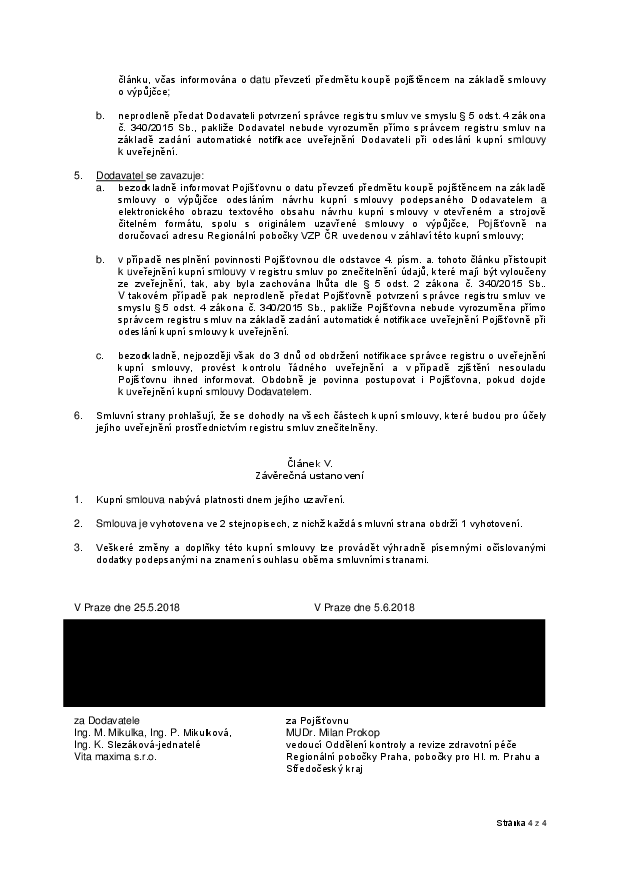 článku, včas informována o datu převzetí předmětu koupě pojištěncem na základě smlouvy
o výpůjčce;
b. neprodleně předat Dodavateli potvrzení správce registru smluv ve smyslu § 5 odst. 4 zákona
č. 340/2015 Sb., pakliže Dodavatel nebude vyrozuměn přímo správcem registru smluv na
základě zadání automatické notifikace uveřejnění Dodavateli při odeslání kupní smlouvy
k uveřejnění.
5. Dodavatel se zavazuje:
a. bezodkladně informovat Pojišťovnu o datu převzetí předmětu koupě pojištěncem na základě
smlouvy o výpůjčce odesláním návrhu kupní smlouvy podepsaného Dodavatelem a
elektronického obrazu textového obsahu návrhu kupní smlouvy v otevřeném a strojově
čitelném formátu, spolu s originálem uzavřené smlouvy o výpůjčce, Pojišťovně na
doručovací adresu Regionální pobočky VZP ČR uvedenou v záhlaví této kupní smlouvy;
b. v případě nesplnění povinnosti Pojišťovnou dle odstavce 4. písm. a. tohoto článku přistoupit
k uveřejnění kupní smlouvy v registru smluv po znečitelnění údajů, které mají být vyloučeny
ze zveřejnění, tak, aby byla zachována lhůta dle § 5 odst. 2 zákona č. 340/2015 Sb..
V takovém případě pak neprodleně předat Pojišťovně potvrzení správce registru smluv ve
smyslu § 5 odst. 4 zákona č. 340/2015 Sb., pakliže Pojišťovna nebude vyrozuměna přímo
správcem registru smluv na základě zadání automatické notifikace uveřejnění Pojišťovně při
odeslání kupní smlouvy k uveřejnění.
c. bezodkladně, nejpozději však do 3 dnů od obdržení notifikace správce registru o uveřejnění
kupní smlouvy, provést kontrolu řádného uveřejnění a v případě zjištění nesouladu
Pojišťovnu ihned informovat. Obdobně je povinna postupovat i Pojišťovna, pokud dojde
k uveřejnění kupní smlouvy Dodavatelem.
6. Smluvní strany prohlašují, že se dohodly na všech částech kupní smlouvy, které budou pro účely
jejího uveřejnění prostřednictvím registru smluv znečitelněny.
Článek V.
Závěrečná ustanovení
1. Kupní smlouva nabývá platnosti dnem jejího uzavření.
2. Smlouva je vyhotovena ve 2 stejnopisech, z nichž každá smluvní strana obdrží 1 vyhotovení.
3. Veškeré změny a doplňky této kupní smlouvy lze provádět výhradně písemnými očíslovanými
dodatky podepsanými na znamení souhlasu oběma smluvními stranami.
V Praze dne 25.5.2018 V Praze dne 5.6.2018
za Dodavatele za Pojišťovnu
Ing. M. Mikulka, Ing. P. Mikulková, MUDr. Milan Prokop
Ing. K. Slezáková-jednatelé vedoucí Oddělení kontroly a revize zdravotní péče
Vita maxima s.r.o. Regionální pobočky Praha, pobočky pro Hl. m. Prahu a
Středočeský kraj
Stránka 4 z 4